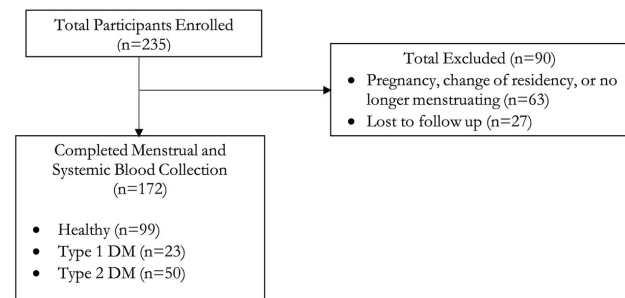 Total Participants Enrolled
(n=235)
Total Excluded (n=90)
• Pregnancy, change of residency, or no
longer menstruating (n=63)
• Lost to follow up (n=27)
Completed Menstrual and
Systemic Blood Collection
(n=172)
• Healthy (n=99)
• Type 1 DM (n=23)
• Type 2 DM (n=50)